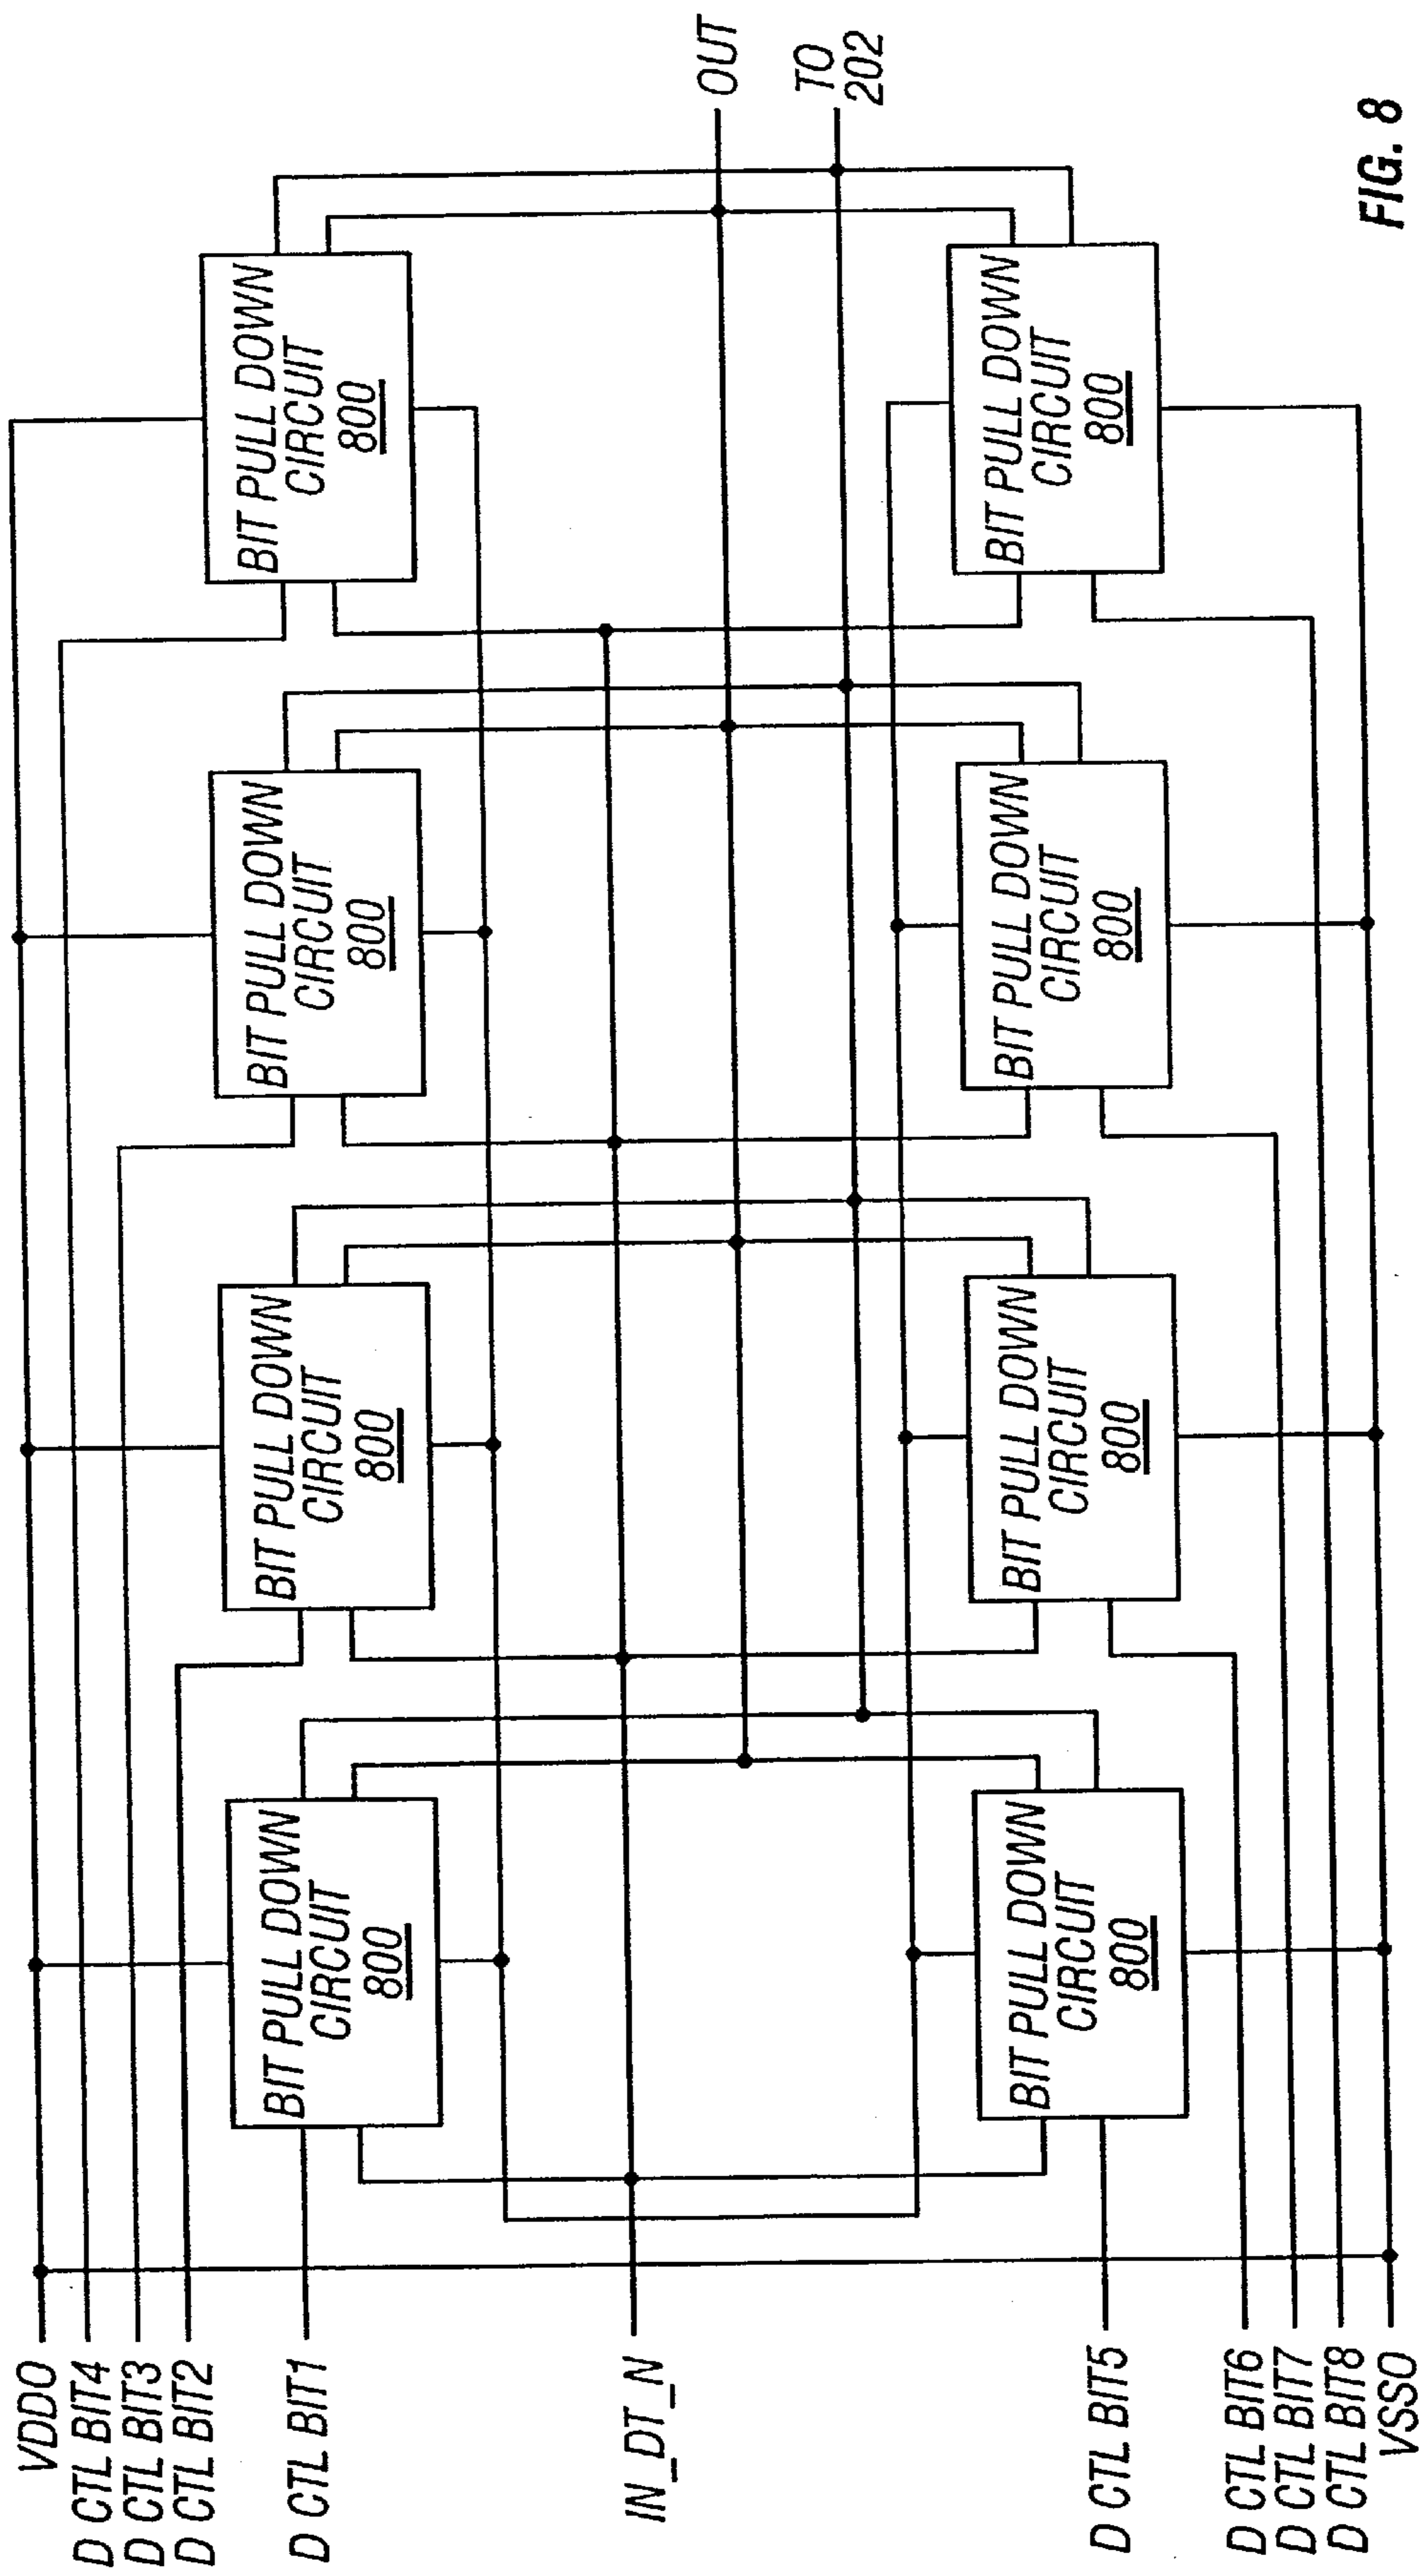 VDDO
D CTL BIT4
D CTL BIT3
D CTL BIT2
D CTL BIT1
IN_DT_N
D CTL BIT5
D CTL BIT6
D CTL BIT7
D CTL BIT8
VSSO
BIT PULL DOWN
CIRCUIT
800
BIT PULL DOWN
CIRCUIT
800
BIT PULL DOWN
CIRCUIT
800
BIT PULL DOWN
CIRCUIT
800
BIT PULL DOWN
CIRCUIT
800
BIT PULL DOWN
CIRCUIT
800
BIT PULL DOWN
CIRCUIT
800
BIT PULL DOWN
CIRCUIT
800
OUT
TO
202
FIG. 8